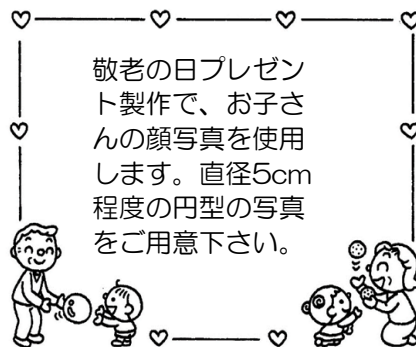 敬老の日プレゼン
ト製作で、お子さ
んの顔写真を使用
します。直径5cm
程度の円型の写真
をご用意下さい。